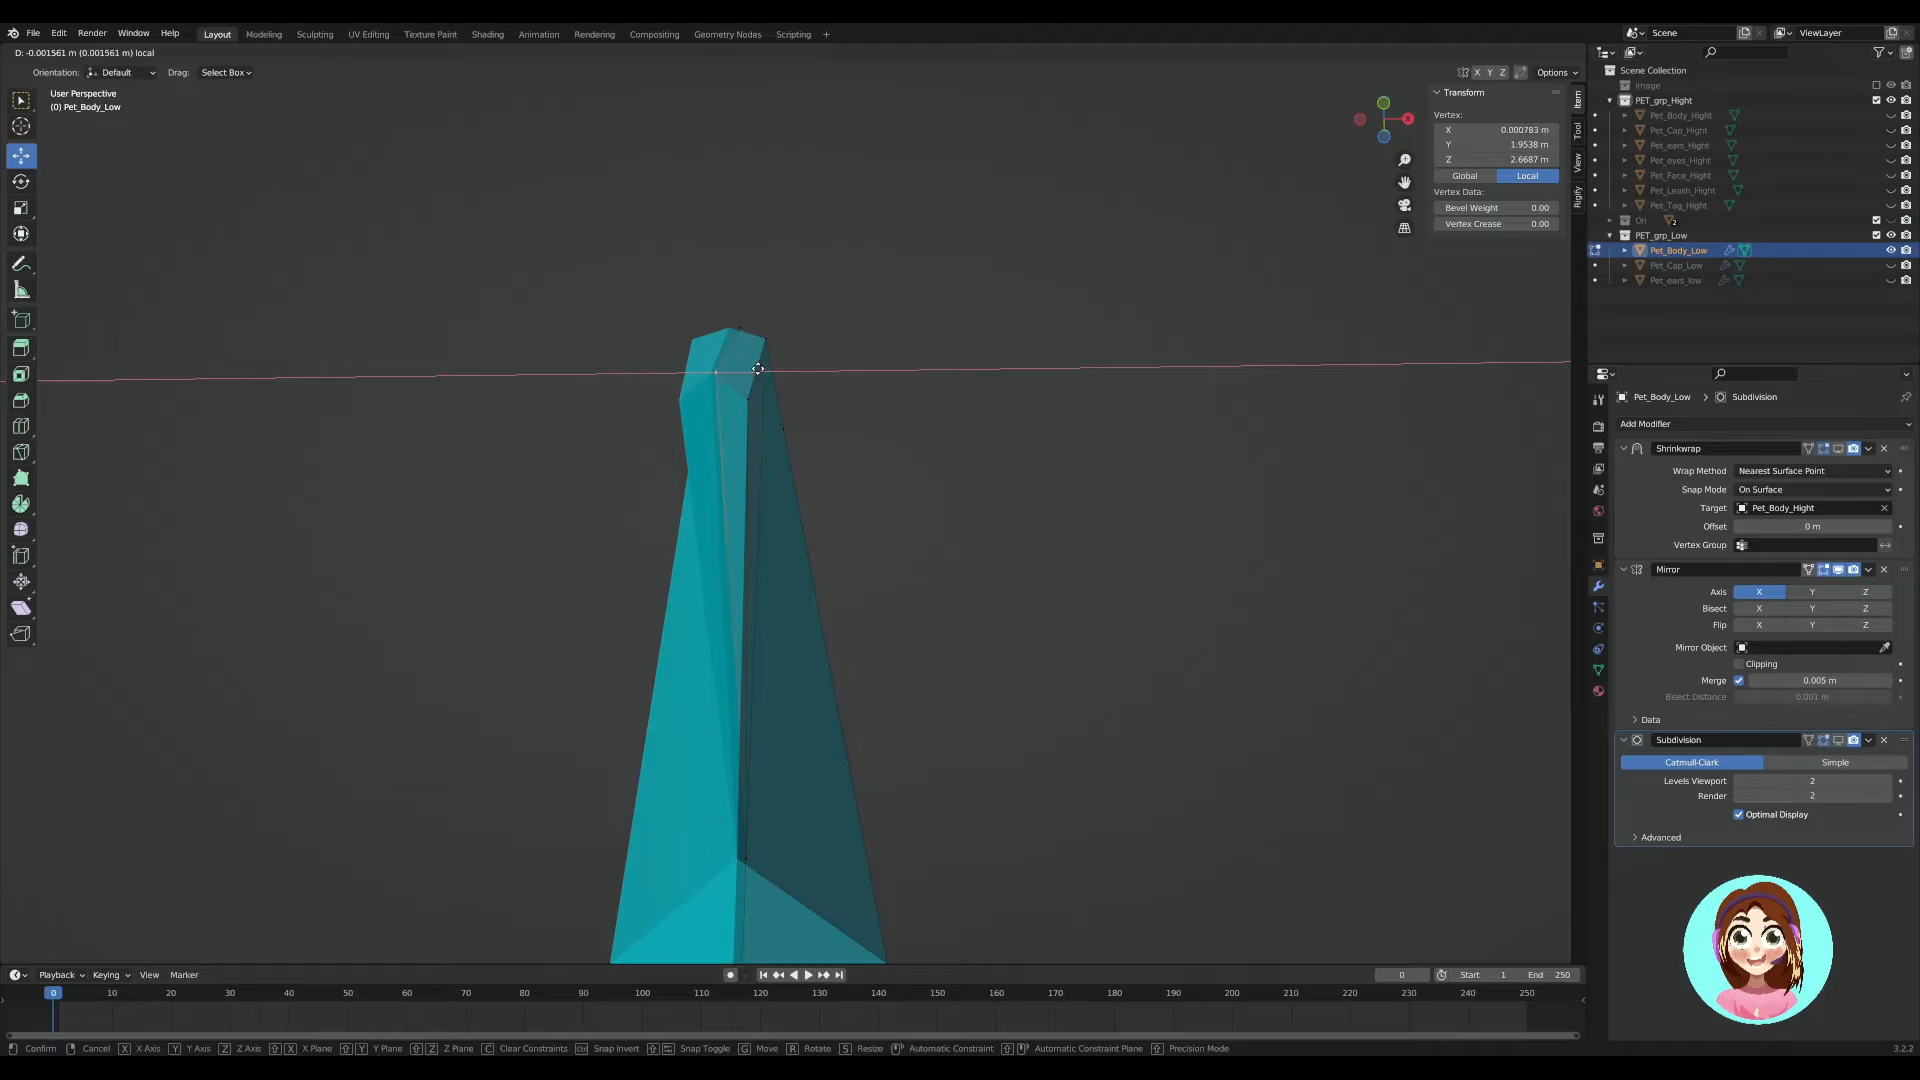 File Edit Render Window Help Layout Modeling Sculpting UV Editing Texture Paint Shading Animation Rendering Compositing Geometry Nodes Scripting + Scene ViewLayer
D: -0.001561 m (0.001561 m) local
Orientation: Default Drag: Select Box X Y Z Options
User Perspective
(0) Pet_Body_Low
Transform
Vertex:
X 0.000783 m
Y 1.9538 m
Z 2.6687 m
Global Local
Vertex Data:
Bevel Weight 0.00
Vertex Crease 0.00
Item
Tool
View
Rigify
X
Scene Collection
Image
PET_grp_Hight
Pet_Body_Hight
Pet_Cap_Hight
Pet_ears_Hight
Pet_eyes_Hight
Pet_Face_Hight
Pet_Leash_Hight
Pet_Tag_Hight
Ori 2
PET_grp_Low
Pet_Body_Low
Pet_Cap_Low
Pet_ears_low
Pet_Body_Low > Subdivision
Add Modifier
Shrinkwrap
Wrap Method Nearest Surface Point
Snap Mode On Surface
Target Pet_Body_Hight
Offset 0 m
Vertex Group
Mirror
Axis X Y Z
Bisect X Y Z
Flip X Y Z
Mirror Object
Clipping
Merge 0.005 m
Bisect Distance 0.001 m
Data
Subdivision
Catmull-Clark Simple
Levels Viewport 2
Render 2
Optimal Display
Advanced
Playback Keying View Marker 0 Start 1 End 250
0 10 20 30 40 50 60 70 80 90 100 110 120 130 140 150 160 170 180 190 200 210 220 230 240 250
Confirm Cancel X X Axis Y Y Axis Z Z Axis X X Plane Y Y Plane Z Z Plane C Clear Constraints Ctrl Snap Invert Snap Toggle G Move R Rotate S Resize Automatic Constraint Automatic Constraint Plane Precision Mode 3.2.2